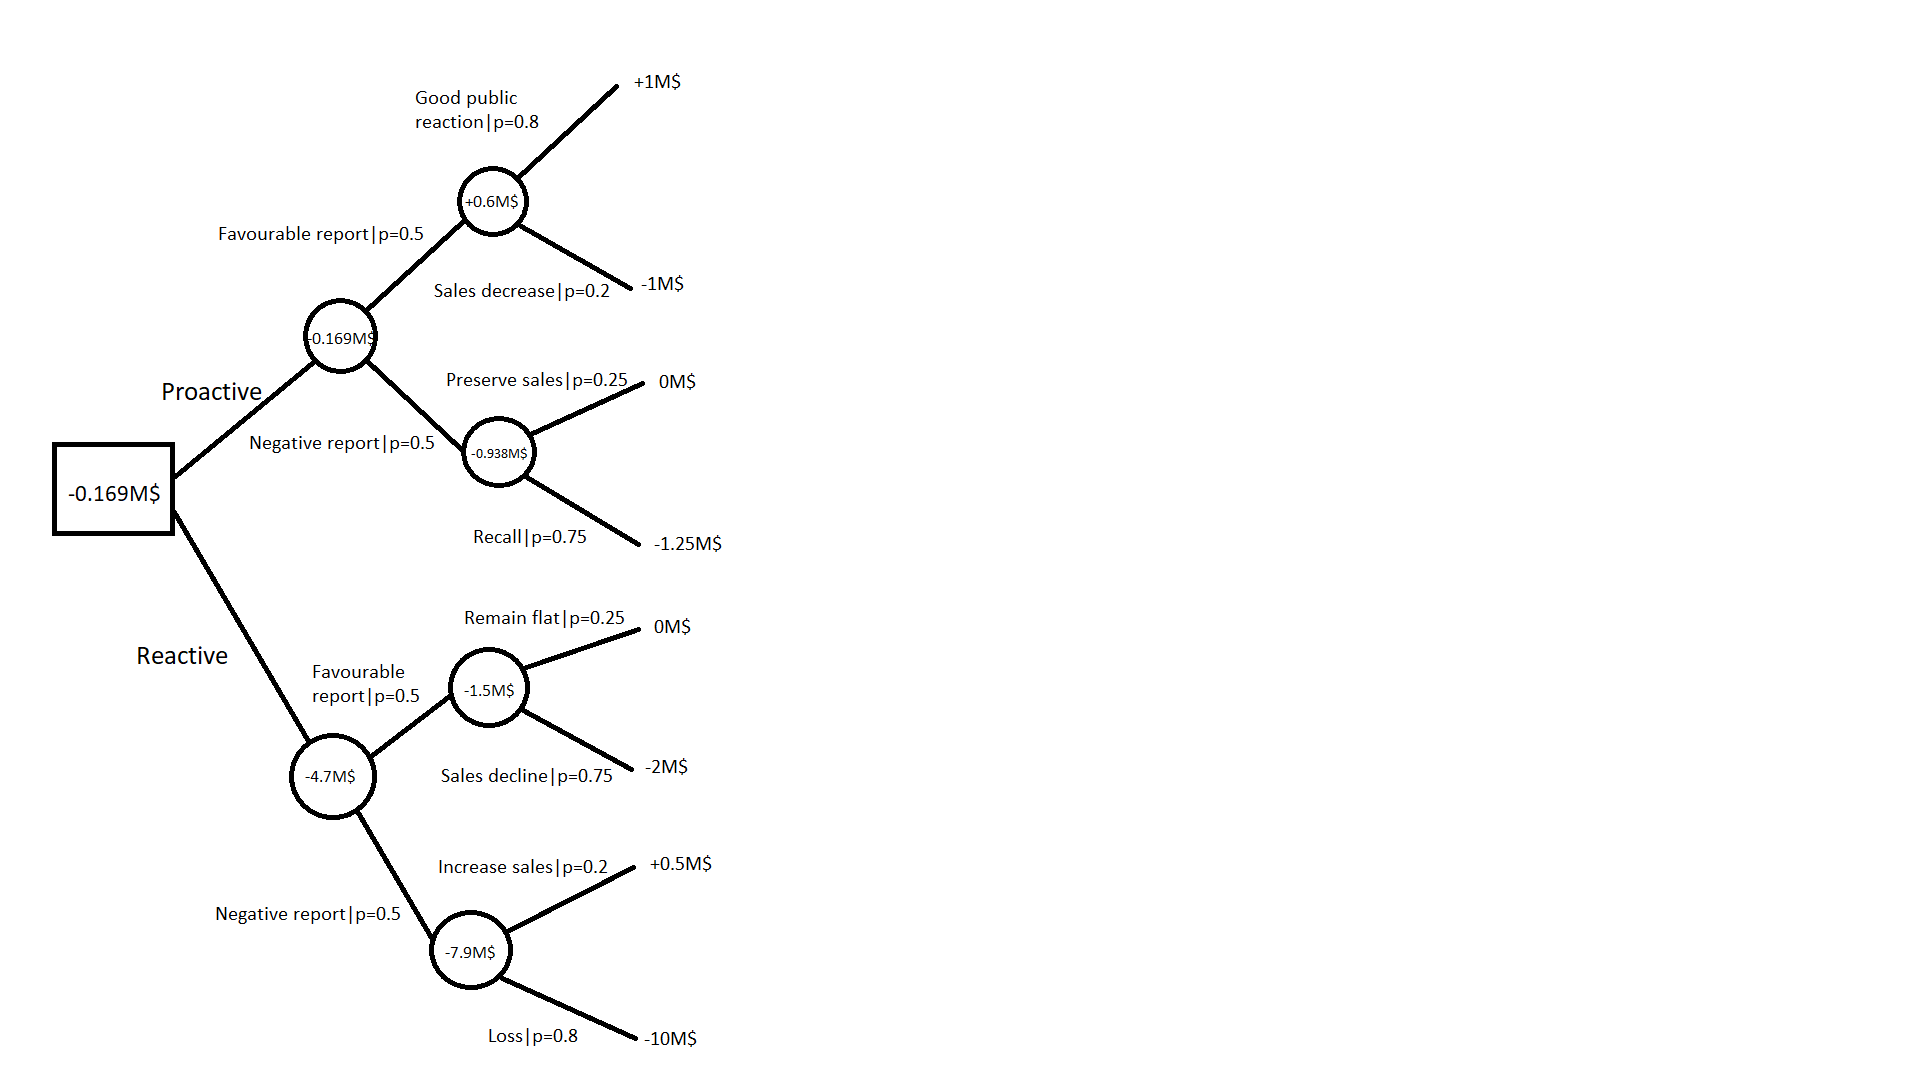 +1M$
Good public
reaction|p=0.8
+0.6M$
Favourable report|p=0.5
-1M$
Sales decrease|p=0.2
-0.169M$
Preserve sales|p=0.25
0M$
Proactive
Negative report|p=0.5
-0.938M$
-0.169M$
Recall|p=0.75
-1.25M$
Remain flat|p=0.25
0M$
Reactive
Favourable
report|p=0.5
-1.5M$
-4.7M$
Sales decline|p=0.75
-2M$
Increase sales|p=0.2
+0.5M$
Negative report|p=0.5
-7.9M$
Loss|p=0.8
-10M$